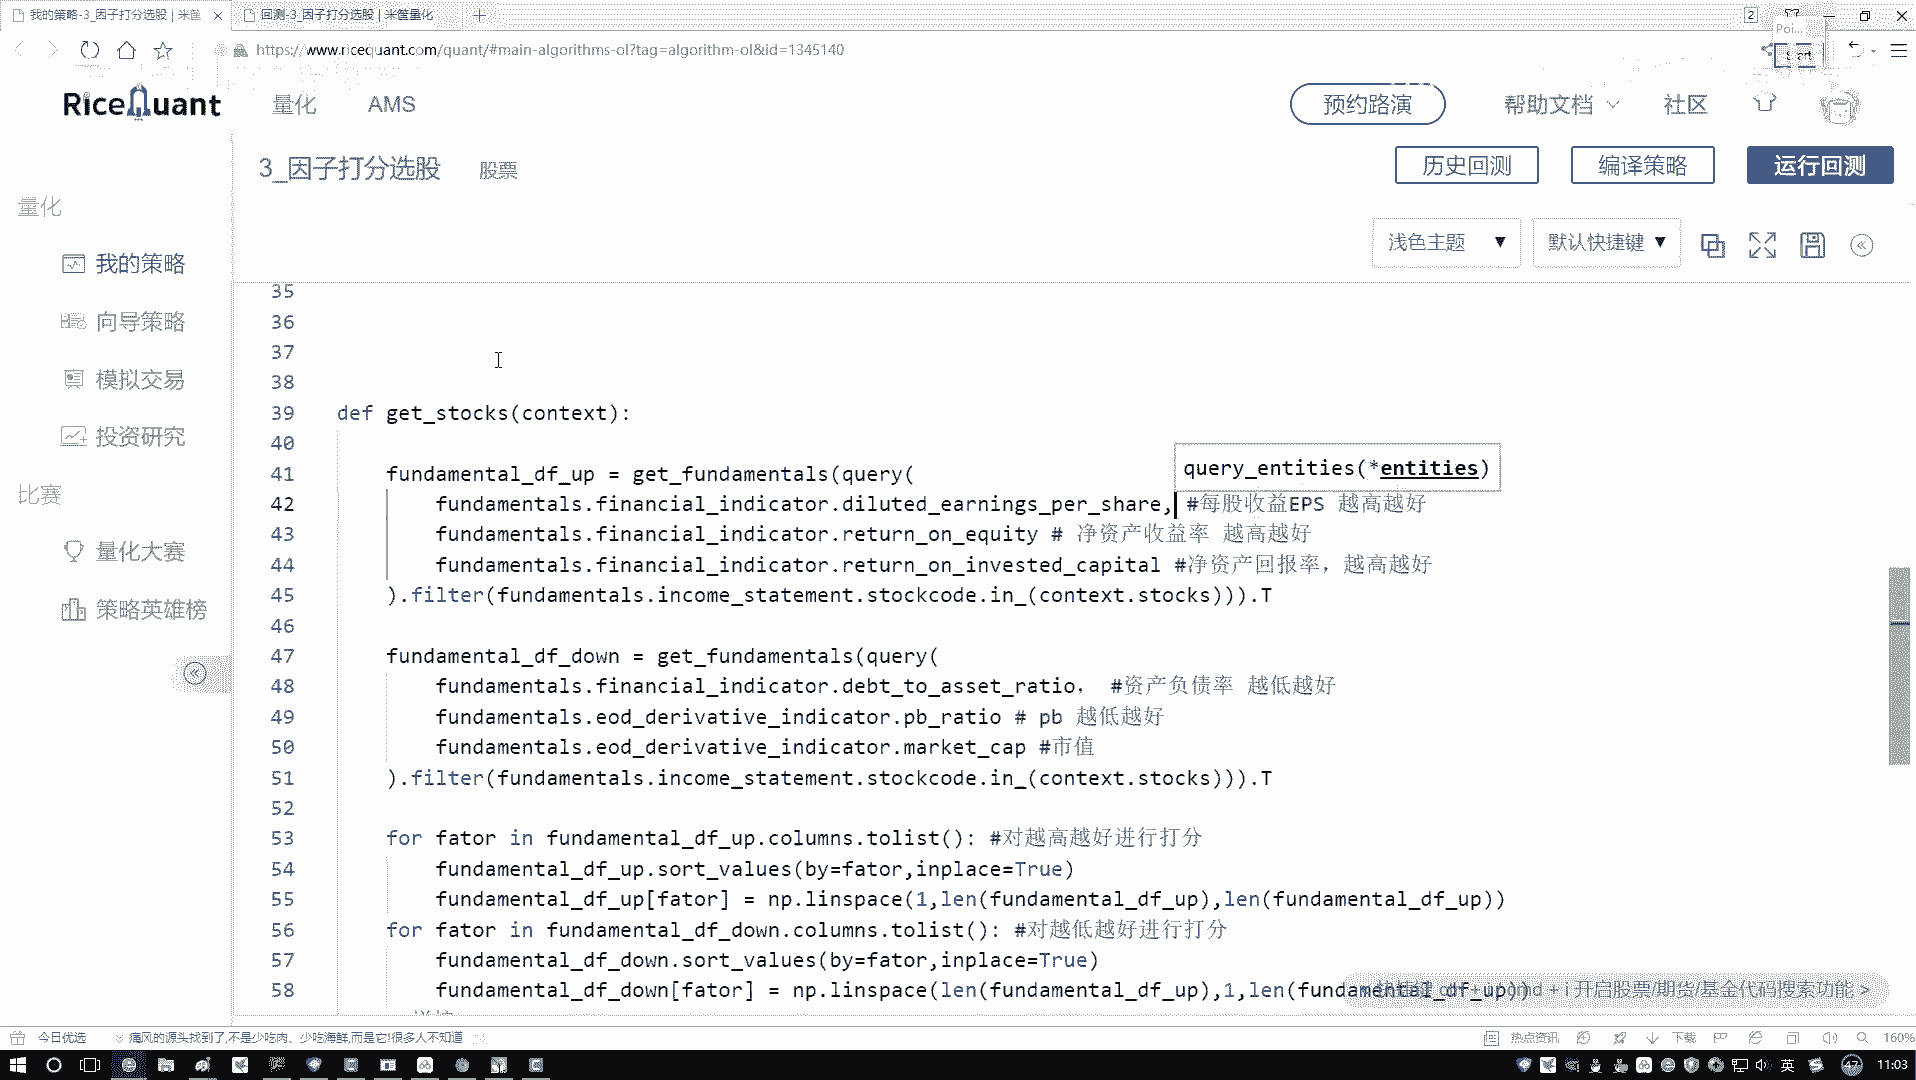 我的策略-3_因子打分选股 | 米筐
回测-3_因子打分选股 | 米筐量化
2
https://www.ricequant.com/quant/#main-algorithms-ol?tag=algorithm-ol&id=1345140
Poi...
RiceQuant
量化
AMS
预约路演
帮助文档
社区
3_因子打分选股
股票
历史回测
编译策略
运行回测
浅色主题
默认快捷键
量化
我的策略
向导策略
模拟交易
投资研究
比赛
量化大赛
策略英雄榜
35
36
37
38
39 def get_stocks(context):
40
query_entities(*entities)
41 fundamental_df_up = get_fundamentals(query(
42 fundamentals.financial_indicator.diluted_earnings_per_share, #每股收益EPS 越高越好
43 fundamentals.financial_indicator.return_on_equity # 净资产收益率 越高越好
44 fundamentals.financial_indicator.return_on_invested_capital #净资产回报率，越高越好
45 ).filter(fundamentals.income_statement.stockcode.in_(context.stocks))).T
46
47 fundamental_df_down = get_fundamentals(query(
48 fundamentals.financial_indicator.debt_to_asset_ratio， #资产负债率 越低越好
49 fundamentals.eod_derivative_indicator.pb_ratio # pb 越低越好
50 fundamentals.eod_derivative_indicator.market_cap #市值
51 ).filter(fundamentals.income_statement.stockcode.in_(context.stocks))).T
52
53 for fator in fundamental_df_up.columns.tolist(): #对越高越好进行打分
54 fundamental_df_up.sort_values(by=fator,inplace=True)
55 fundamental_df_up[fator] = np.linspace(1,len(fundamental_df_up),len(fundamental_df_up))
56 for fator in fundamental_df_down.columns.tolist(): #对越低越好进行打分
57 fundamental_df_down.sort_values(by=fator,inplace=True)
58 fundamental_df_down[fator] = np.linspace(len(fundamental_df_up),1,len(fundamental_df_up))
+ i 开启股票/期货/基金代码搜索功能 >
今日优选
痛风的源头找到了,不是少吃肉、少吃海鲜,而是它!很多人不知道
热点资讯
下载
160%
英
47
11:03